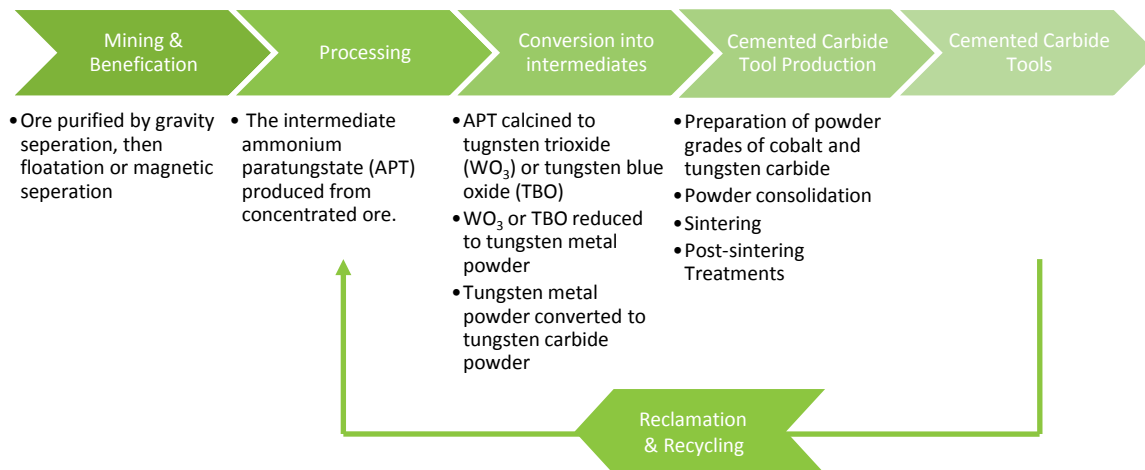 Mining &
Benefication
Processing
Conversion into
intermediates
Cemented Carbide
Tool Production
Cemented Carbide
Tools
•Ore purified by gravity
seperation, then
floatation or magnetic
seperation
• The intermediate
ammonium
paratungstate (APT)
produced from
concentrated ore.
•APT calcined to
tugnsten trioxide
(WO₃) or tungsten blue
oxide (TBO)
•WO₃ or TBO reduced
to tungsten metal
powder
•Tungsten metal
powder converted to
tungsten carbide
powder
•Preparation of powder
grades of cobalt and
tungsten carbide
•Powder consolidation
•Sintering
•Post-sintering
Treatments
Reclamation
& Recycling